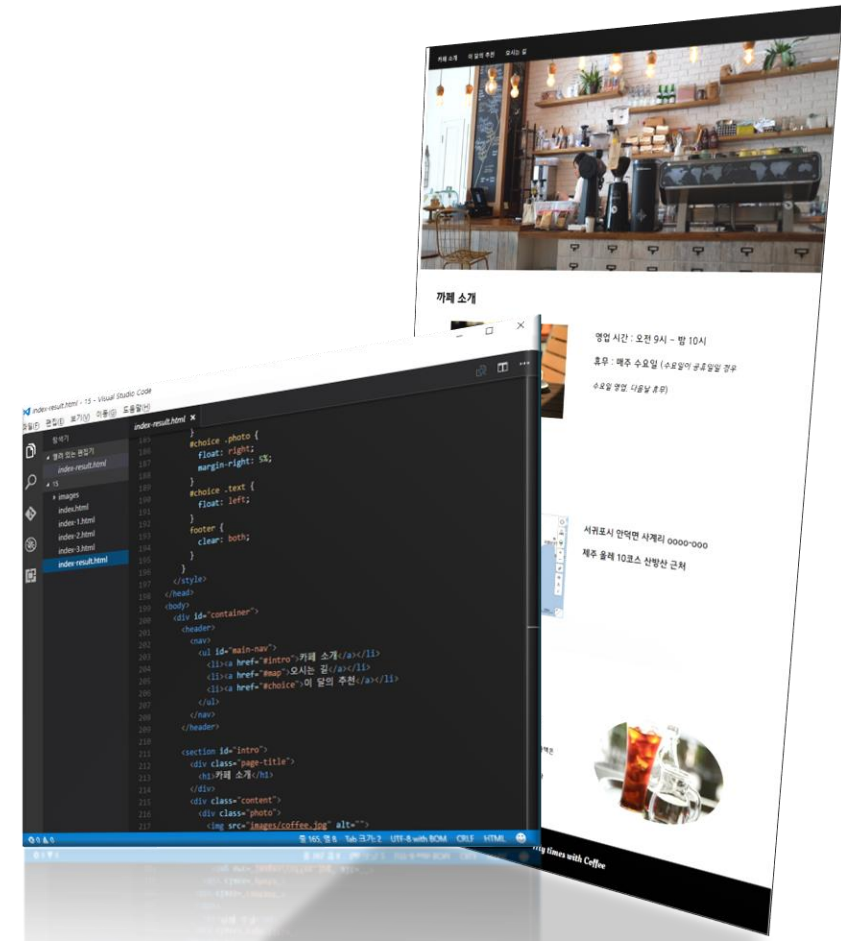 카페 소개 이 달의 추천 오시는 길
까페 소개
영업 시간 : 오전 9시 ~ 밤 10시
휴무 : 매주 수요일 (수요일이 공휴일일 경우
수요일 영업, 다음날 휴무)
서귀포시 안덕면 사계리 oooo-ooo
제주 올레 10코스 산방산 근처
times with Coffee
index-result.html - 15 - Visual Studio Code
편집(E) 보기(V) 이동(G) 도움말(H)
탐색기
열려 있는 편집기
index-result.html
15
images
index.html
index-1.html
index-2.html
index-3.html
index-result.html
index-result.html ×
185 }
186 #choice .photo {
187 float: right;
188 margin-right: 5%;
189 }
190 #choice .text {
191 float: left;
192 }
193 footer {
194 clear: both;
195 }
196 }
197 </style>
198 </head>
199 <body>
200 <div id="container">
201 <header>
202 <nav>
203 <ul id="main-nav">
204 <li><a href="#intro">카페 소개</a></li>
205 <li><a href="#map">오시는 길</a></li>
206 <li><a href="#choice">이 달의 추천</a></li>
207 </ul>
208 </nav>
209 </header>
210
211 <section id="intro">
212 <div class="page-title">
213 <h1>카페 소개</h1>
214 </div>
215 <div class="content">
216 <div class="photo">
217 <img src="images/coffee.jpg" alt="">
0 0 줄 165, 열 8 Tab 크기: 2 UTF-8 with BOM CRLF HTML